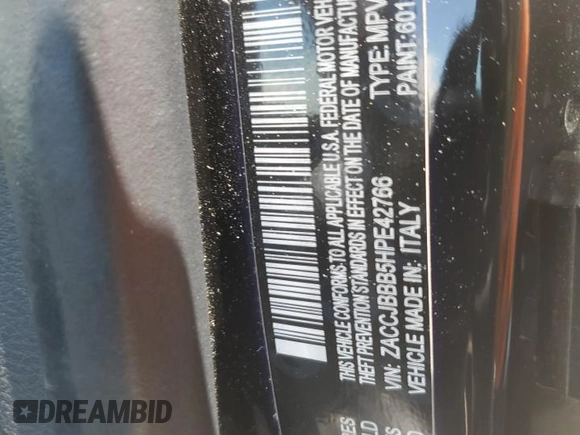 THIS VEHICLE CONFORMS TO ALL APPLICABLE U.S.A. FEDERAL MOTOR VEH
THEFT PREVENTION STANDARDS IN EFFECT ON THE DATE OF MANUFACTUR
VIN: ZACCJBBB5HPE42766 TYPE: MPV
VEHICLE MADE IN: ITALY PAINT: 601
DREAMBID